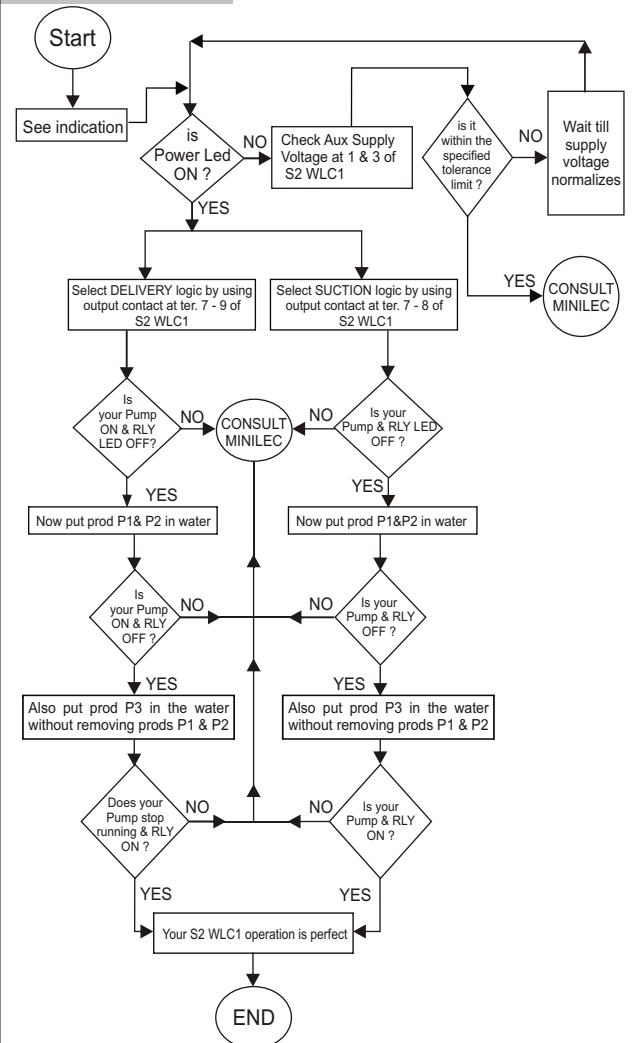 Start
See indication
is
Power Led
ON ?
NO
Check Aux Supply
Voltage at 1 & 3 of
S2 WLC1
is it
within the
specified
tolerance
limit ?
NO
Wait till
supply
voltage
normalizes
YES
CONSULT
MINILEC
YES
Select DELIVERY logic by using
output contact at ter. 7 - 9 of
S2 WLC1
Select SUCTION logic by using
output contact at ter. 7 - 8 of
S2 WLC1
Is
your Pump
ON & RLY
LED OFF?
NO
CONSULT
MINILEC
NO
Is your
Pump & RLY LED
OFF ?
YES
YES
Now put prod P1& P2 in water
Now put prod P1&P2 in water
Is
your Pump
ON & RLY
OFF ?
NO
NO
Is your
Pump & RLY
OFF ?
YES
YES
Also put prod P3 in the water
without removing prods P1 & P2
Also put prod P3 in the water
without removing prods P1 & P2
Does your
Pump stop
running & RLY
ON ?
NO
NO
Is your
Pump & RLY
ON ?
YES
YES
Your S2 WLC1 operation is perfect
END